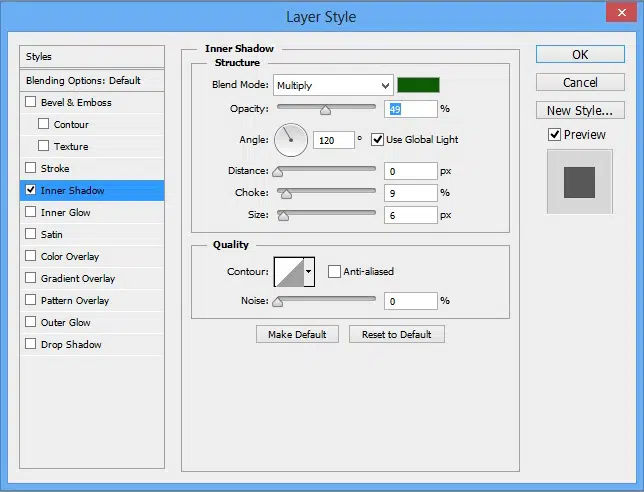 Layer Style
Styles
Blending Options: Default
Bevel & Emboss
Contour
Texture
Stroke
Inner Shadow
Inner Glow
Satin
Color Overlay
Gradient Overlay
Pattern Overlay
Outer Glow
Drop Shadow
Inner Shadow
Structure
Blend Mode: Multiply
Opacity: 49 %
Angle: 120 ° Use Global Light
Distance: 0 px
Choke: 9 %
Size: 6 px
Quality
Contour: Anti-aliased
Noise: 0 %
Make Default Reset to Default
OK
Cancel
New Style...
Preview